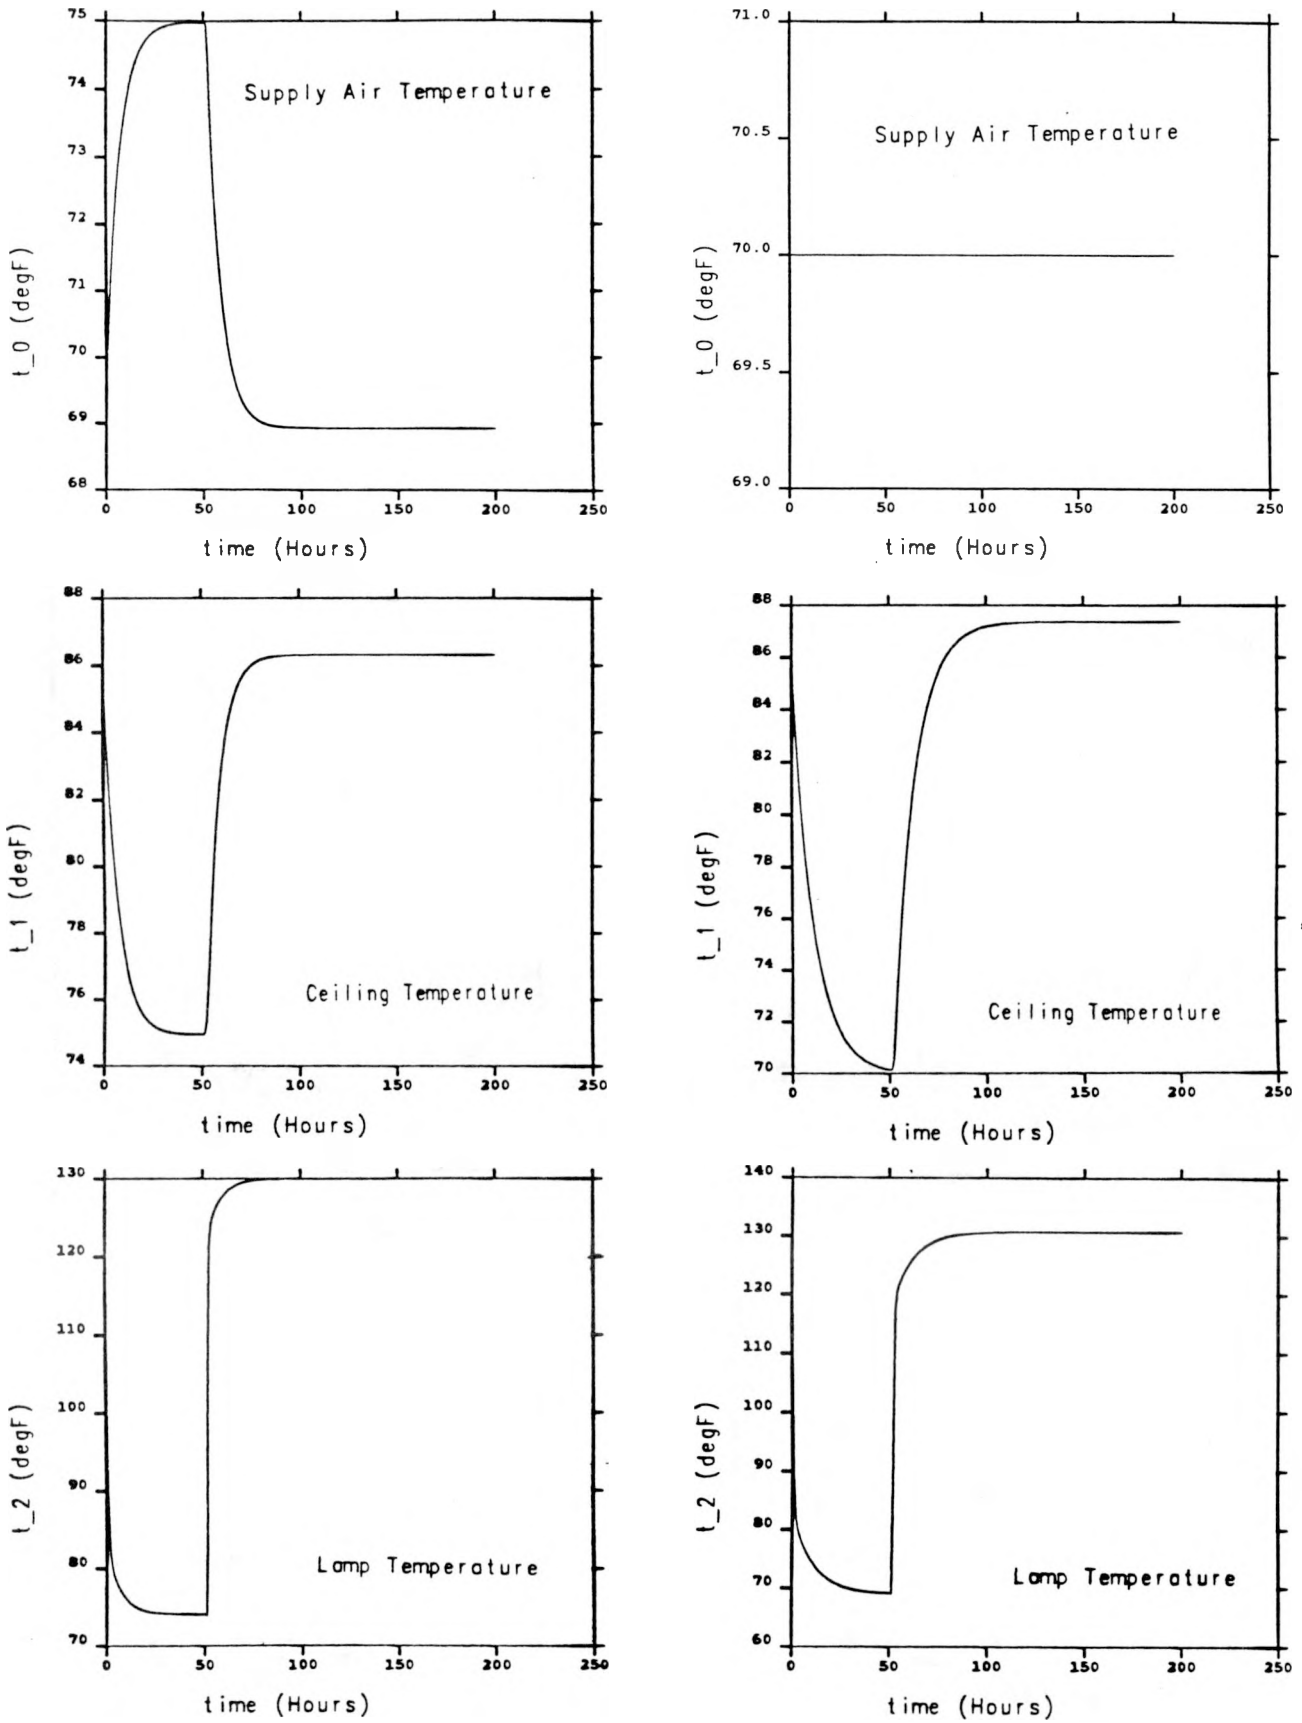 75
74
73
72
71
70
69
68
t_0 (degF)
Supply Air Temperature
0 50 100 150 200 250
time (Hours)
71.0
70.5
70.0
69.5
69.0
t_0 (degF)
Supply Air Temperature
0 50 100 150 200 250
time (Hours)
88
86
84
82
80
78
76
74
t_1 (degF)
Ceiling Temperature
0 50 100 150 200 250
time (Hours)
88
86
84
82
80
78
76
74
72
70
t_1 (degF)
Ceiling Temperature
0 50 100 150 200 250
time (Hours)
130
120
110
100
90
80
70
t_2 (degF)
Lamp Temperature
0 50 100 150 200 250
time (Hours)
140
130
120
110
100
90
80
70
60
t_2 (degF)
Lamp Temperature
0 50 100 150 200 250
time (Hours)